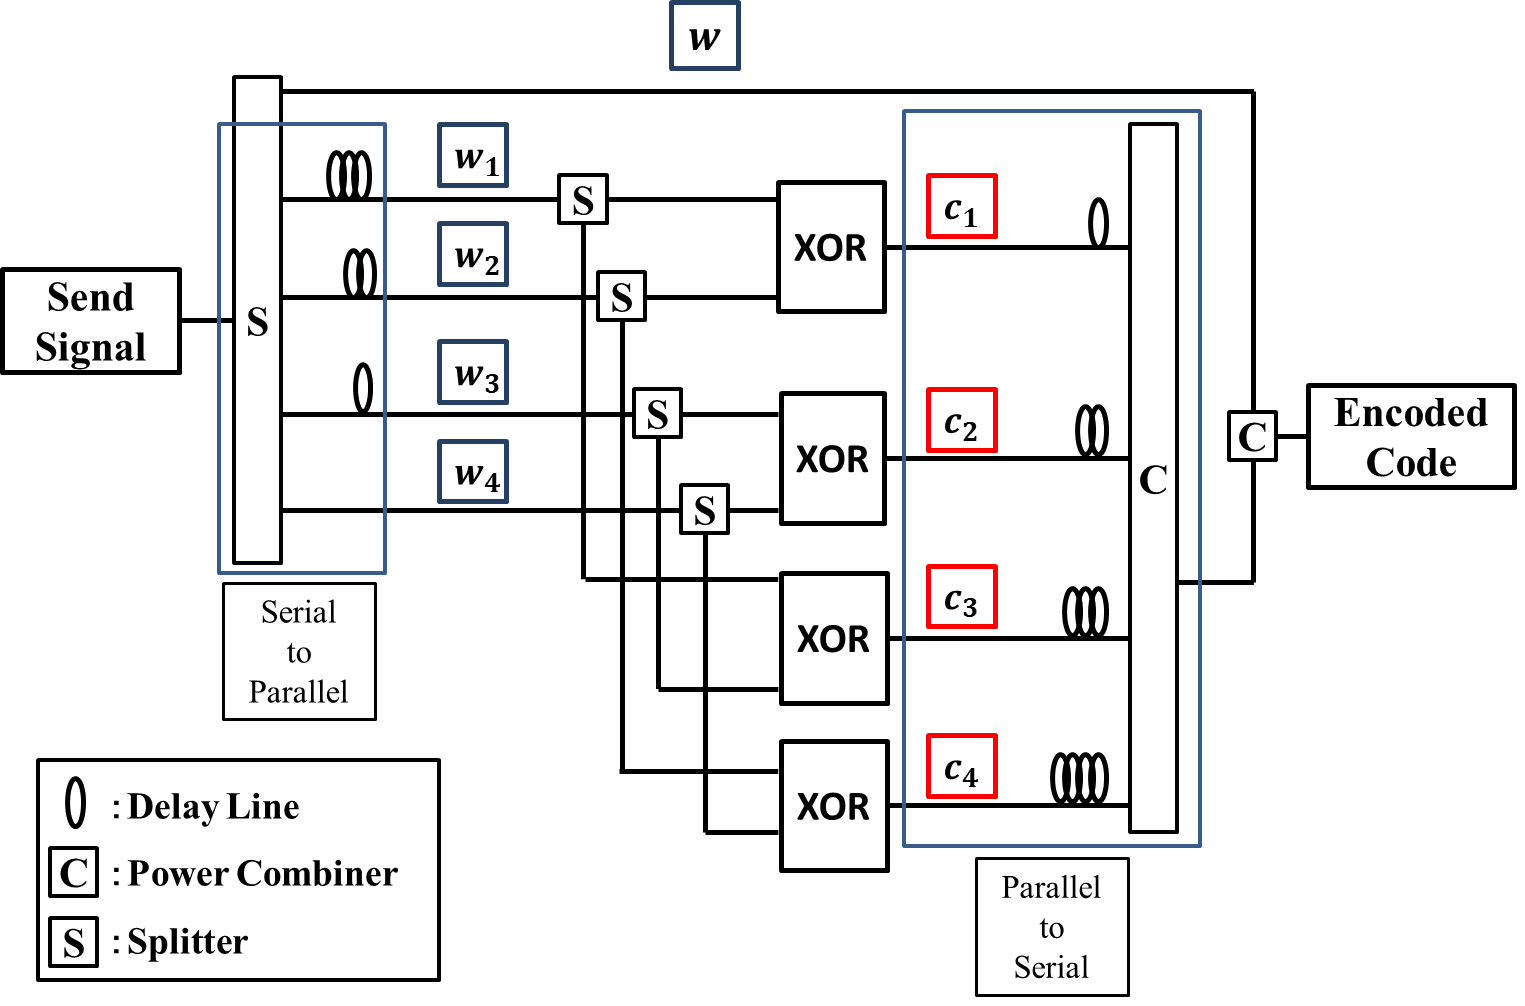 w
w₁
S
XOR
c₁
w₂
S
Send
Signal
S
w₃
S
XOR
c₂
C
C
Encoded
Code
w₄
S
XOR
c₃
Serial
to
Parallel
XOR
c₄
: Delay Line
C : Power Combiner
S : Splitter
Parallel
to
Serial